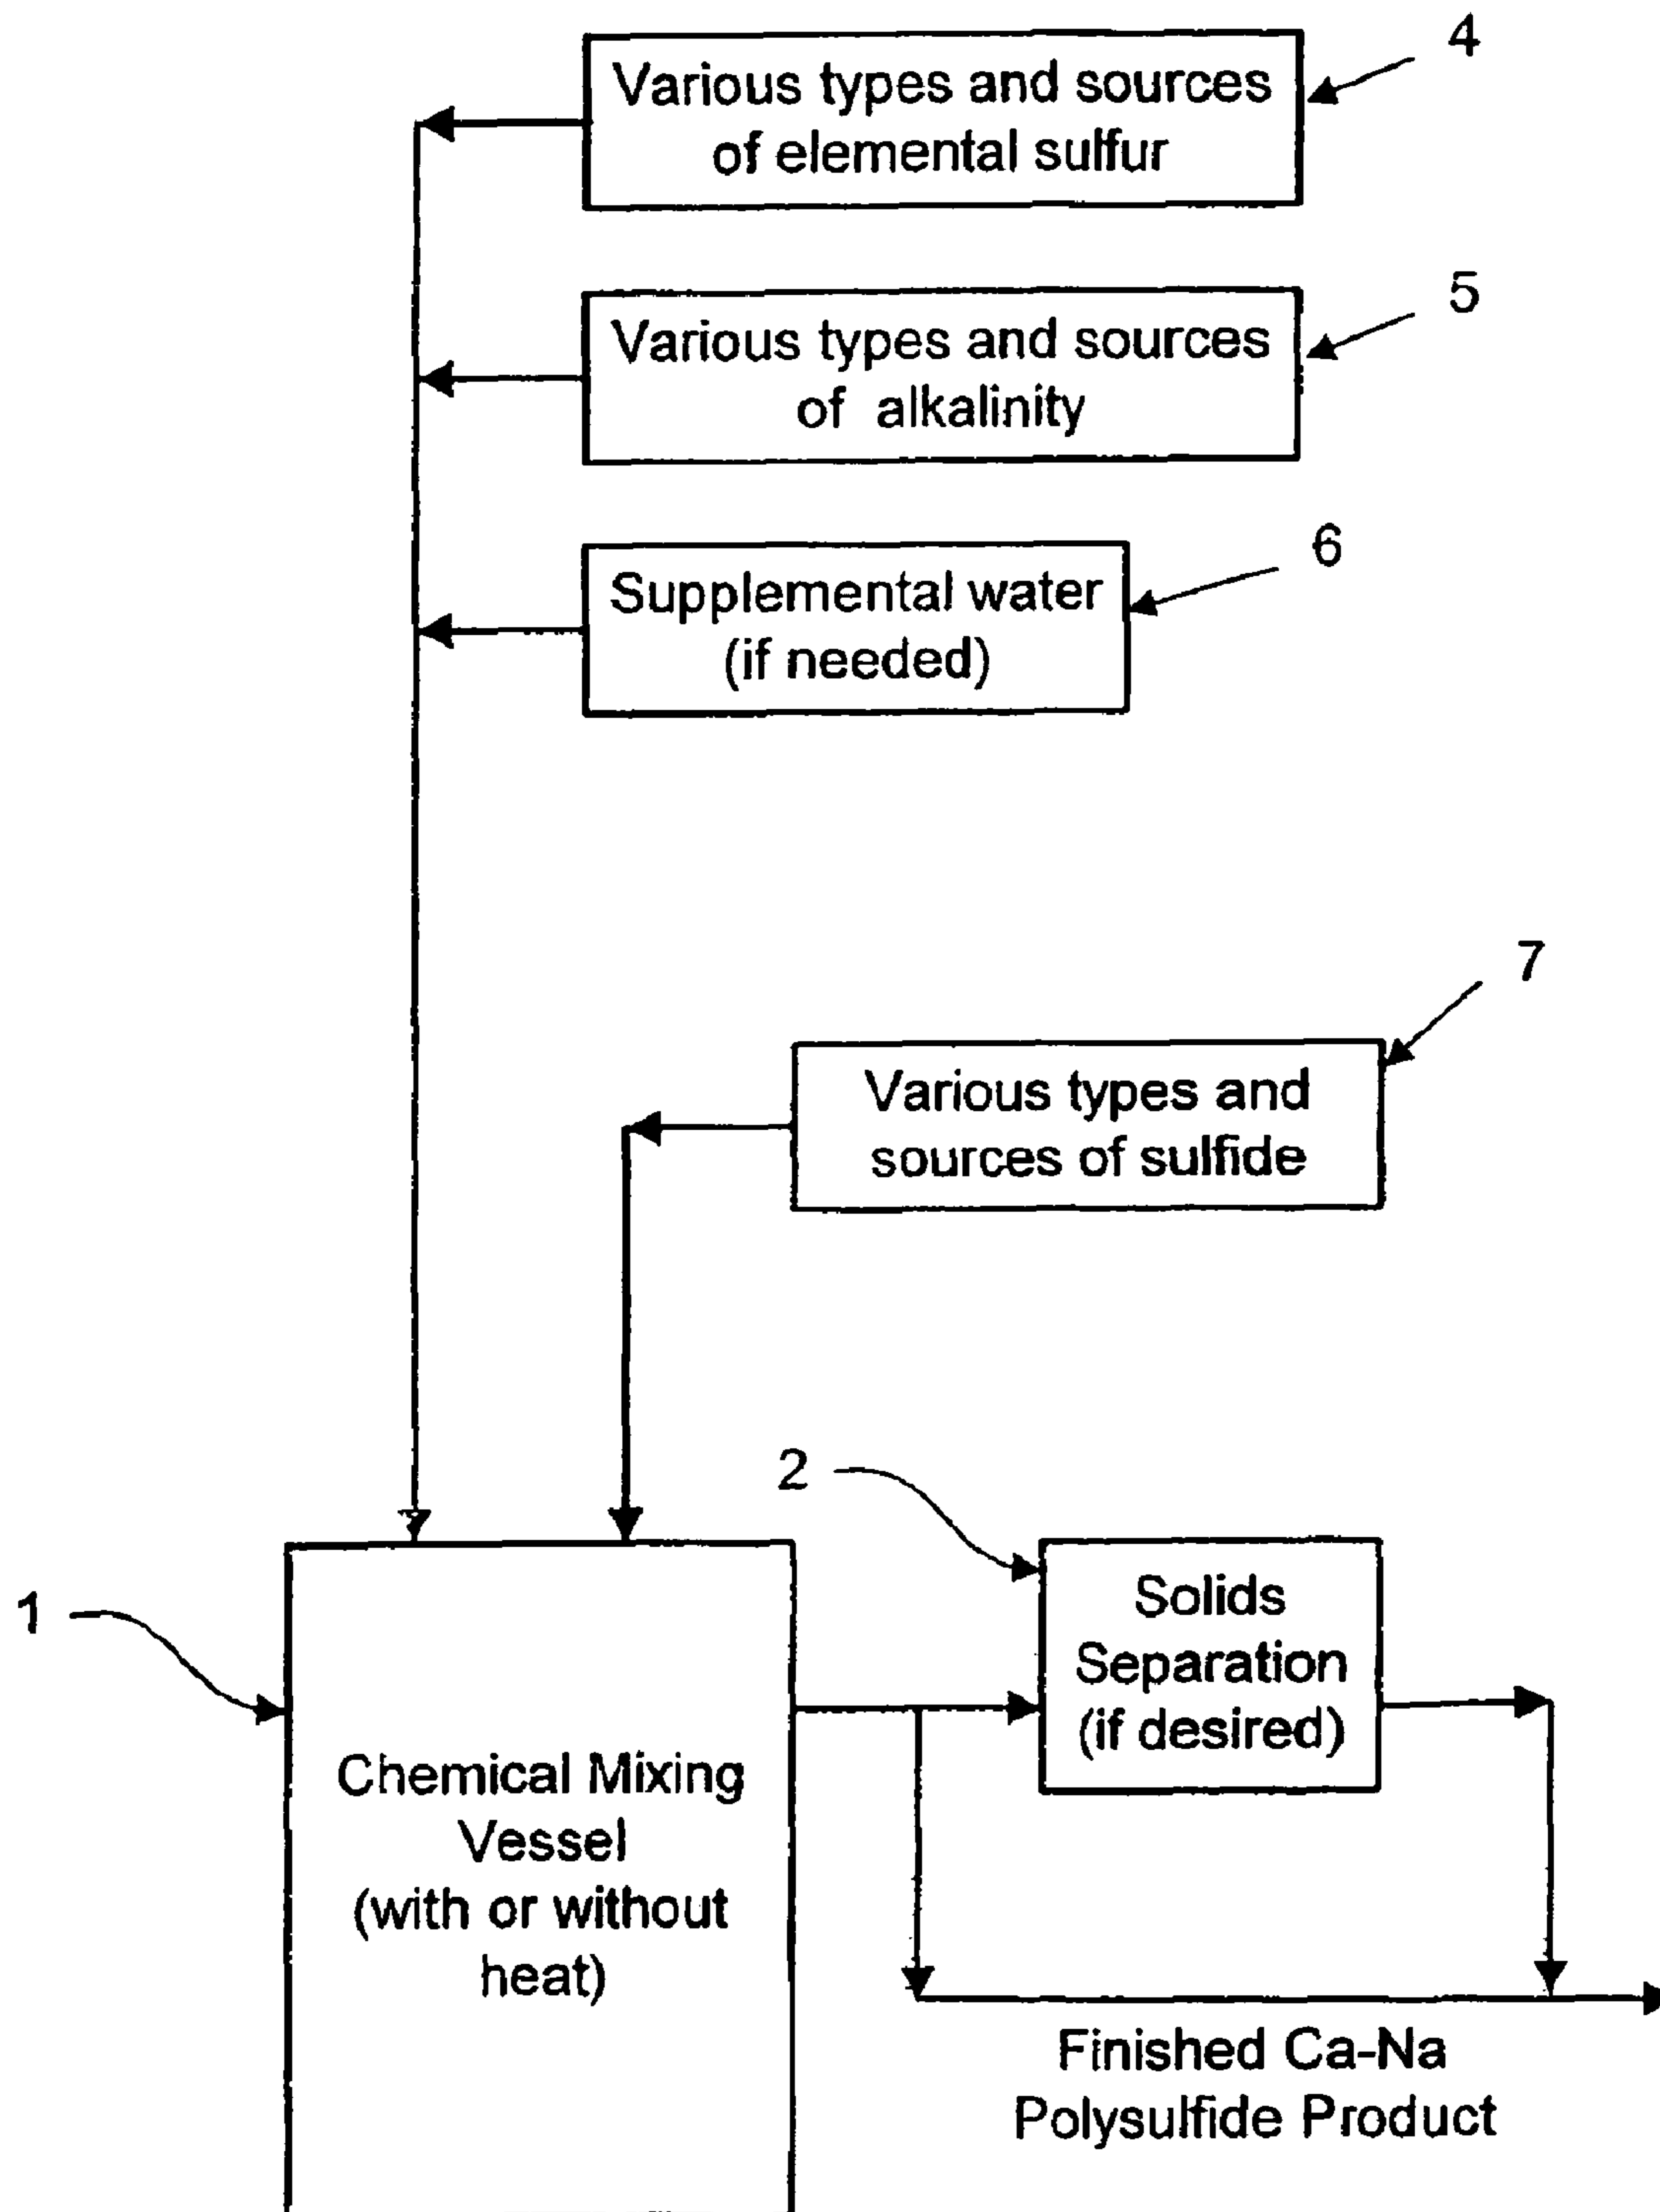 4
Various types and sources
of elemental sulfur
5
Various types and sources
of alkalinity
6
Supplemental water
(if needed)
7
Various types and
sources of sulfide
2
Solids
Separation
(if desired)
1
Chemical Mixing
Vessel
(with or without
heat)
Finished Ca-Na
Polysulfide Product